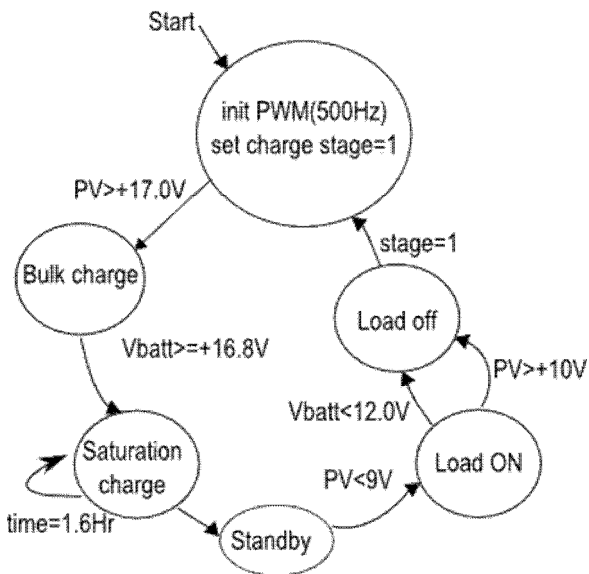 Start
init PWM(500Hz)
set charge stage=1
PV>+17.0V
stage=1
Bulk charge
Load off
Vbatt>=+16.8V
PV>+10V
Vbatt<12.0V
Saturation
charge
Load ON
PV<9V
time=1.6Hr
Standby